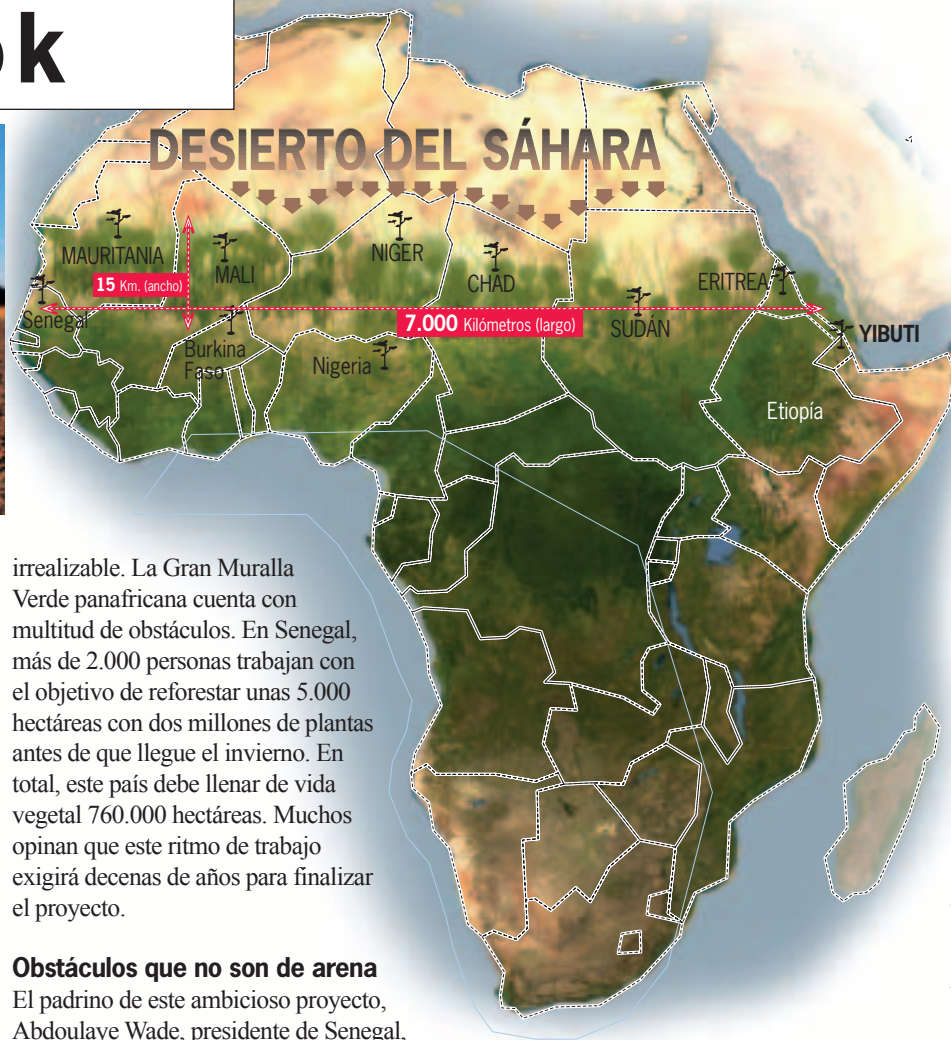 k
DESIERTO DEL SÁHARA
MAURITANIA
MALI
NIGER
CHAD
ERITREA
15 Km. (ancho)
Senegal
7.000 Kilómetros (largo)
SUDÁN
YIBUTI
Burkina
Faso
Nigeria
Etiopía
irrealizable. La Gran Muralla
Verde panafricana cuenta con
multitud de obstáculos. En Senegal,
más de 2.000 personas trabajan con
el objetivo de reforestar unas 5.000
hectáreas con dos millones de plantas
antes de que llegue el invierno. En
total, este país debe llenar de vida
vegetal 760.000 hectáreas. Muchos
opinan que este ritmo de trabajo
exigirá decenas de años para finalizar
el proyecto.
Obstáculos que no son de arena
El padrino de este ambicioso proyecto,
Abdoulaye Wade, presidente de Senegal,